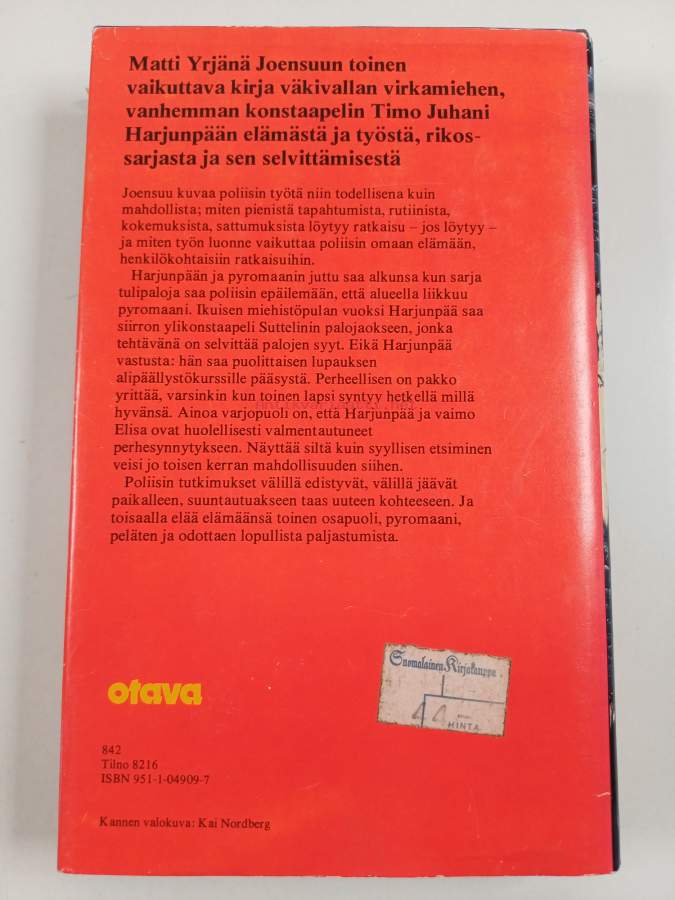 Matti Yrjänä Joensuun toinen
vaikuttava kirja väkivallan virkamiehen,
vanhemman konstaapelin Timo Juhani
Harjunpään elämästä ja työstä, rikos-
sarjasta ja sen selvittämisestä
Joensuu kuvaa poliisin työtä niin todellisena kuin
mahdollista; miten pienistä tapahtumista, rutiinista,
kokemuksista, sattumuksista löytyy ratkaisu – jos löytyy –
ja miten työn luonne vaikuttaa poliisin omaan elämään,
henkilökohtaisiin ratkaisuihin.
Harjunpään ja pyromaanin juttu saa alkunsa kun sarja
tulipaloja saa poliisin epäilemään, että alueella liikkuu
pyromaani. Ikuisen miehistöpulan vuoksi Harjunpää saa
siirron ylikonstaapeli Suttelinin palojaokseen, jonka
tehtävänä on selvittää palojen syyt. Eikä Harjunpää
vastusta: hän saa puolittaisen lupauksen
alipäällystökurssille pääsystä. Perheellisen on pakko
yrittää, varsinkin kun toinen lapsi syntyy hetkellä millä
hyvänsä. Ainoa varjopuoli on, että Harjunpää ja vaimo
Elisa ovat huolellisesti valmentautuneet
perhesynnytykseen. Näyttää siltä kuin syyllisen etsiminen
veisi jo toisen kerran mahdollisuuden siihen.
Poliisin tutkimukset välillä edistyvät, välillä jäävät
paikalleen, suuntautuakseen taas uuteen kohteeseen. Ja
toisaalla elää elämäänsä toinen osapuoli, pyromaani,
peläten ja odottaen lopullista paljastumista.
Suomalainen Kirjakauppa
44.–
HINTA
otava
842
Tilno 8216
ISBN 951-1-04909-7
Kannen valokuva: Kai Nordberg